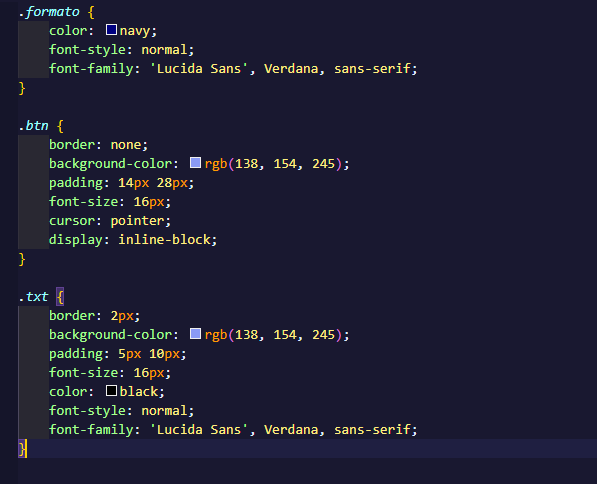 .formato {
    color: navy;
    font-style: normal;
    font-family: 'Lucida Sans', Verdana, sans-serif;
}
.btn {
    border: none;
    background-color: rgb(138, 154, 245);
    padding: 14px 28px;
    font-size: 16px;
    cursor: pointer;
    display: inline-block;
}
.txt {
    border: 2px;
    background-color: rgb(138, 154, 245);
    padding: 5px 10px;
    font-size: 16px;
    color: black;
    font-style: normal;
    font-family: 'Lucida Sans', Verdana, sans-serif;
}